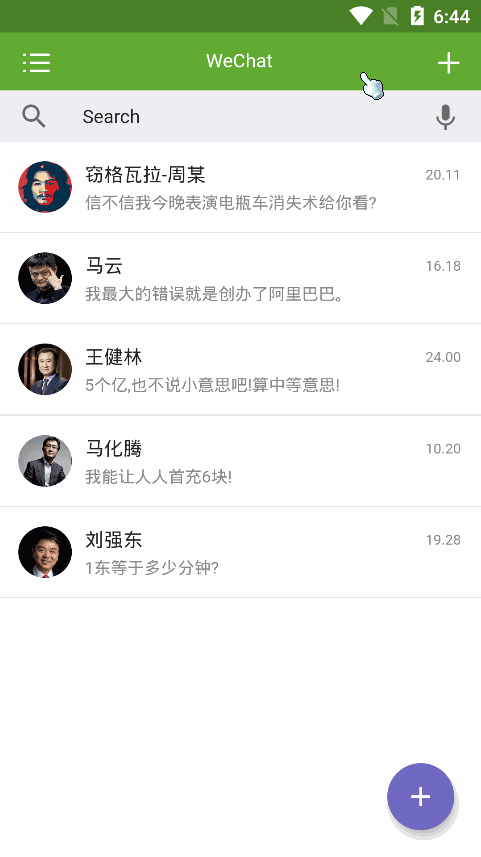 6:44
WeChat
Search
窃格瓦拉-周某
20.11
信不信我今晚表演电瓶车消失术给你看?
马云
16.18
我最大的错误就是创办了阿里巴巴。
王健林
24.00
5个亿,也不说小意思吧!算中等意思!
马化腾
10.20
我能让人人首充6块!
刘强东
19.28
1东等于多少分钟?